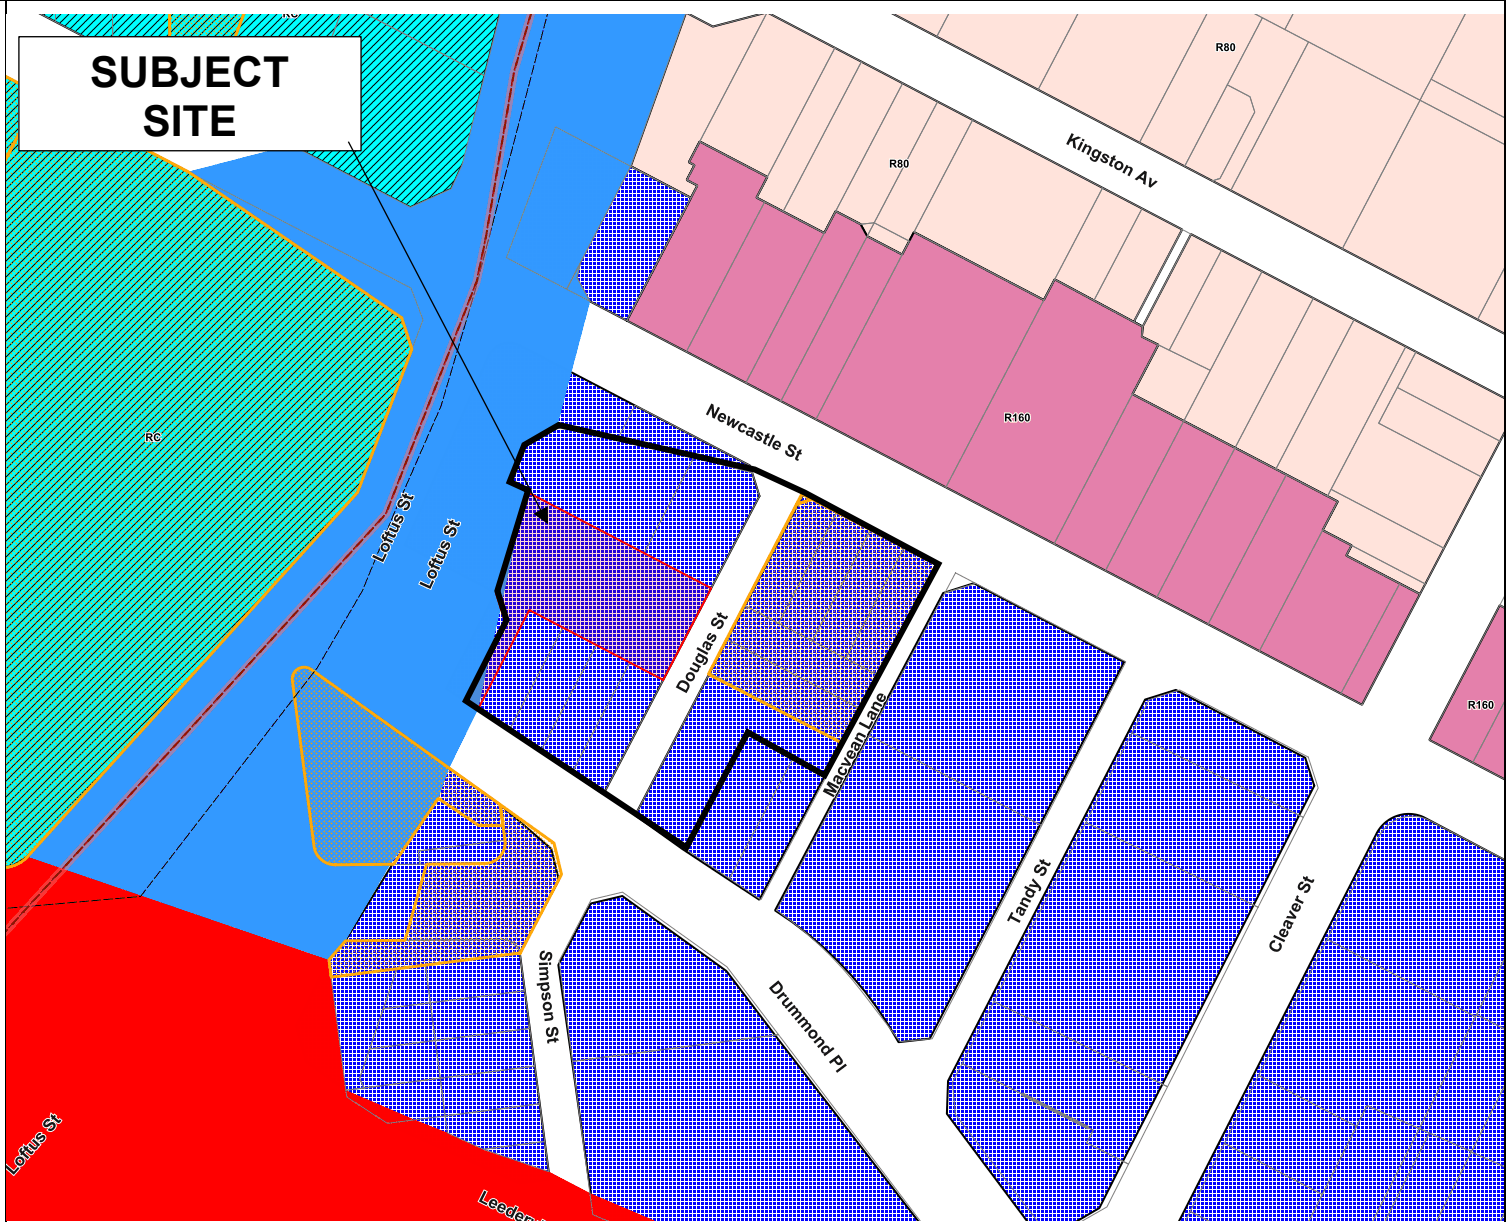 RC
SUBJECT
SITE
R80
Kingston Av
R80
RC
Newcastle St
R160
Loftus St
Loftus St
Douglas St
Macvean Lane
R160
Tandy St
Cleaver St
Simpson St
Drummond Pl
Loftus St